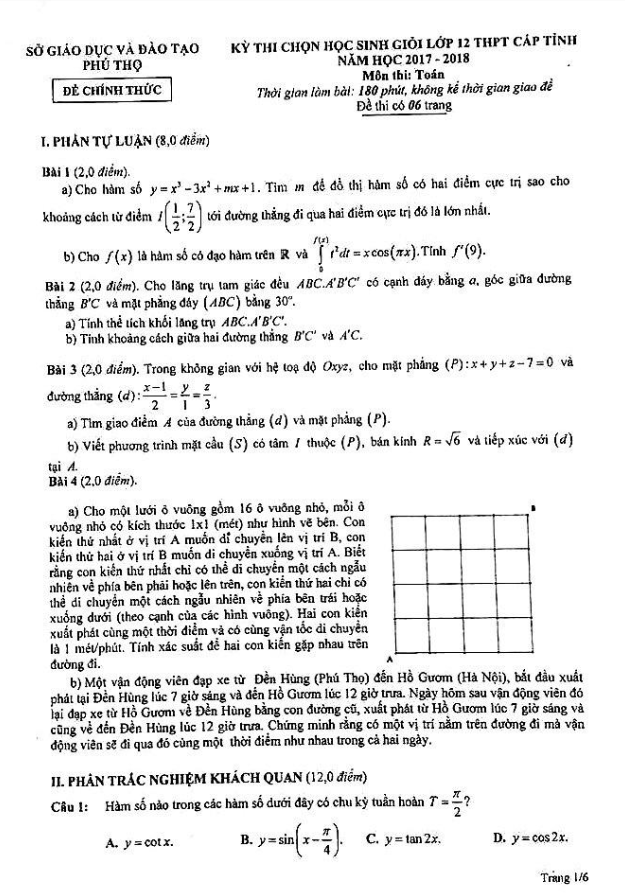 SỞ GIÁO DỤC VÀ ĐÀO TẠO
PHÚ THỌ
ĐỀ CHÍNH THỨC
KỲ THI CHỌN HỌC SINH GIỎI LỚP 12 THPT CẤP TỈNH
NĂM HỌC 2017 - 2018
Môn thi: Toán
Thời gian làm bài: 180 phút, không kể thời gian giao đề
Đề thi có 06 trang
I. PHẦN TỰ LUẬN (8,0 điểm)
Bài 1 (2,0 điểm).
a) Cho hàm số y = x³ − 3x² + mx + 1. Tìm m để đồ thị hàm số có hai điểm cực trị sao cho
khoảng cách từ điểm I(1/2; 7/2) tới đường thẳng đi qua hai điểm cực trị đó là lớn nhất.
b) Cho f(x) là hàm số có đạo hàm trên ℝ và ∫₀^{f(x)} t²dt = x cos(πx). Tính f'(9).
Bài 2 (2,0 điểm). Cho lăng trụ tam giác đều ABC.A'B'C' có cạnh đáy bằng a, góc giữa đường
thẳng B'C và mặt phẳng đáy (ABC) bằng 30°.
a) Tính thể tích khối lăng trụ ABC.A'B'C'.
b) Tính khoảng cách giữa hai đường thẳng B'C' và A'C.
Bài 3 (2,0 điểm). Trong không gian với hệ toạ độ Oxyz, cho mặt phẳng (P): x + y + z − 7 = 0 và
đường thẳng (d): (x−1)/2 = y/1 = z/3.
a) Tìm giao điểm A của đường thẳng (d) và mặt phẳng (P).
b) Viết phương trình mặt cầu (S) có tâm I thuộc (P), bán kính R = √6 và tiếp xúc với (d)
tại A.
Bài 4 (2,0 điểm).
a) Cho một lưới ô vuông gồm 16 ô vuông nhỏ, mỗi ô
vuông nhỏ có kích thước 1x1 (mét) như hình vẽ bên. Con
kiến thứ nhất ở vị trí A muốn di chuyển lên vị trí B, con
kiến thứ hai ở vị trí B muốn di chuyển xuống vị trí A. Biết
rằng con kiến thứ nhất chỉ có thể di chuyển một cách ngẫu
nhiên về phía bên phải hoặc lên trên, con kiến thứ hai chỉ có
thể di chuyển một cách ngẫu nhiên về phía bên trái hoặc
xuống dưới (theo cạnh của các hình vuông). Hai con kiến
xuất phát cùng một thời điểm và có cùng vận tốc di chuyển
là 1 mét/phút. Tính xác suất để hai con kiến gặp nhau trên
đường đi.
B
A
b) Một vận động viên đạp xe từ Đền Hùng (Phú Thọ) đến Hồ Gươm (Hà Nội), bắt đầu xuất
phát tại Đền Hùng lúc 7 giờ sáng và đến Hồ Gươm lúc 12 giờ trưa. Ngày hôm sau vận động viên đó
lại đạp xe từ Hồ Gươm về Đền Hùng bằng con đường cũ, xuất phát từ Hồ Gươm lúc 7 giờ sáng và
cũng về đến Đền Hùng lúc 12 giờ trưa. Chứng minh rằng có một vị trí nằm trên đường đi mà vận
động viên sẽ đi qua đó cùng một thời điểm như nhau trong cả hai ngày.
II. PHẦN TRẮC NGHIỆM KHÁCH QUAN (12,0 điểm)
Câu 1: Hàm số nào trong các hàm số dưới đây có chu kỳ tuần hoàn T = π/2?
A. y = cot x. B. y = sin(x − π/4). C. y = tan 2x. D. y = cos 2x.
Trang 1/6